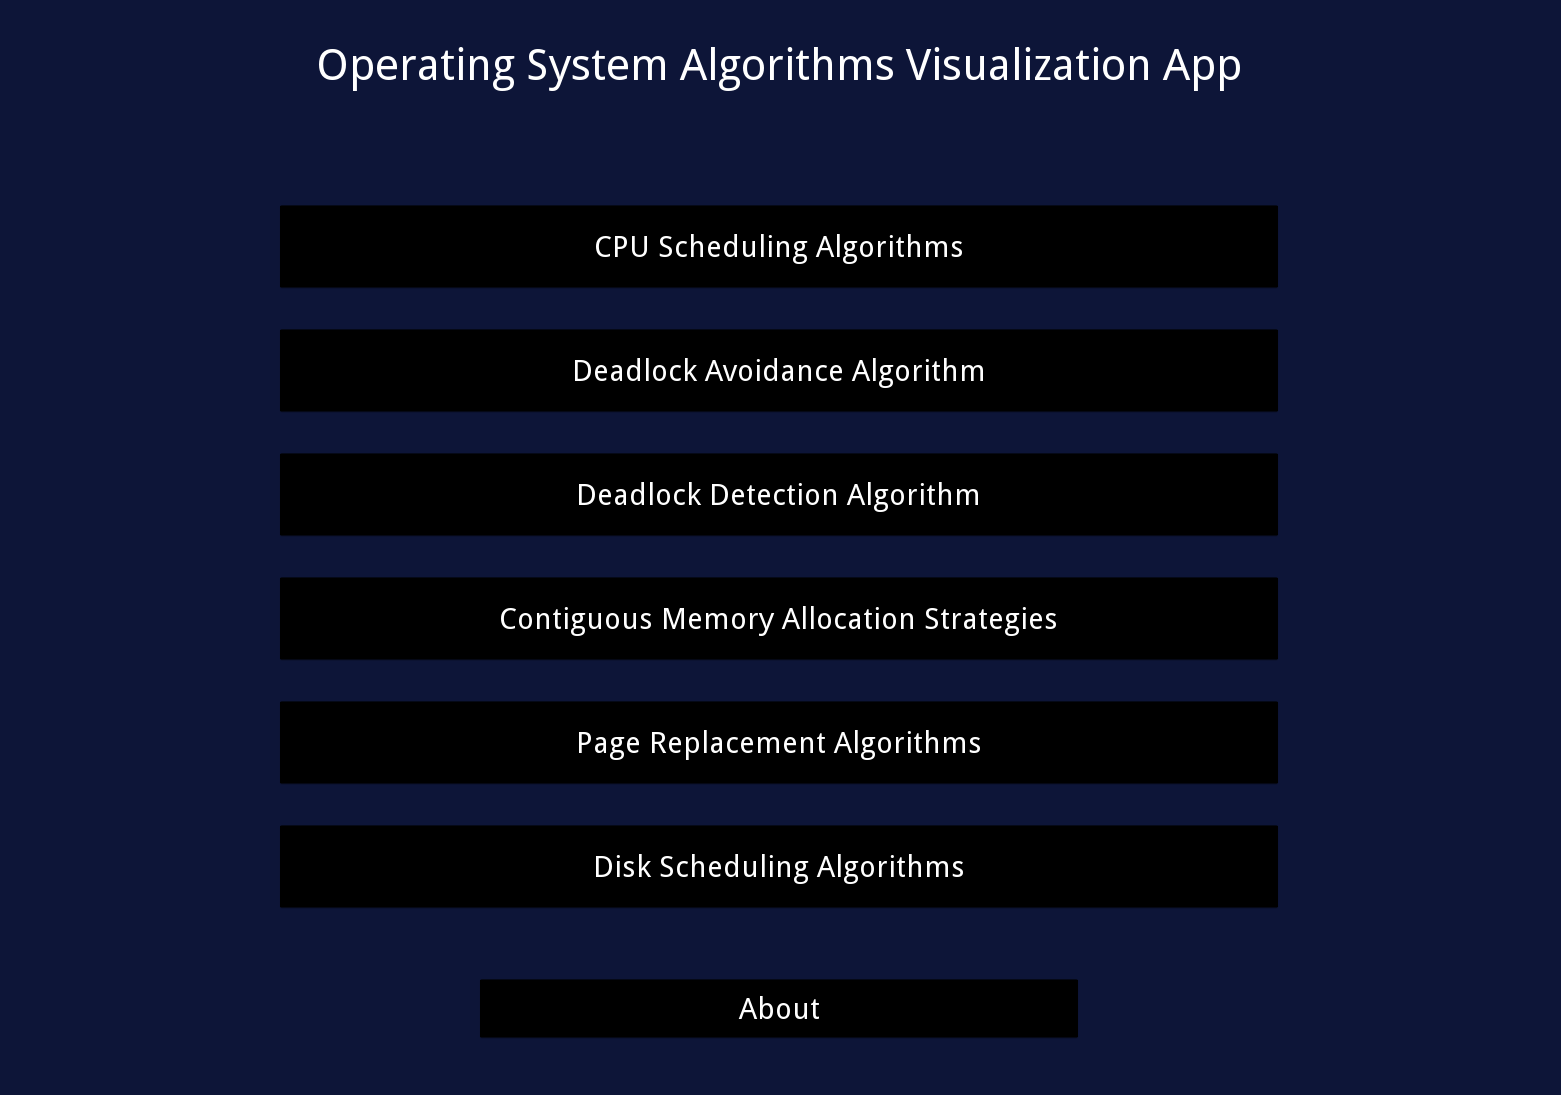 Operating System Algorithms Visualization App
CPU Scheduling Algorithms
Deadlock Avoidance Algorithm
Deadlock Detection Algorithm
Contiguous Memory Allocation Strategies
Page Replacement Algorithms
Disk Scheduling Algorithms
About